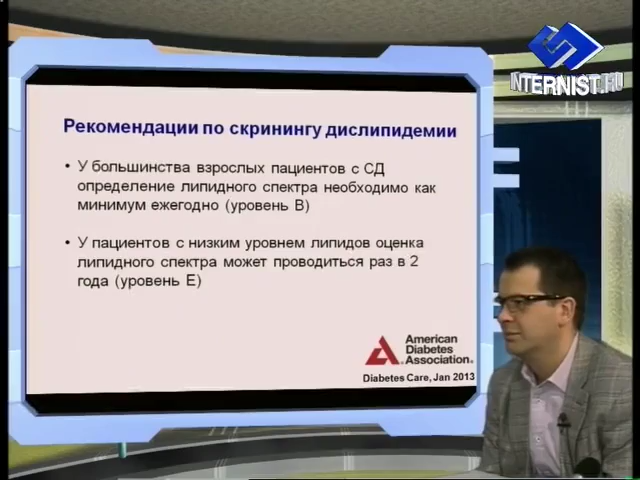 INTERNIST.RU
Рекомендации по скринингу дислипидемии
• У большинства взрослых пациентов с СД
определение липидного спектра необходимо как
минимум ежегодно (уровень B)
• У пациентов с низким уровнем липидов оценка
липидного спектра может проводиться раз в 2
года (уровень E)
American
Diabetes
Association.
Diabetes Care, Jan 2013